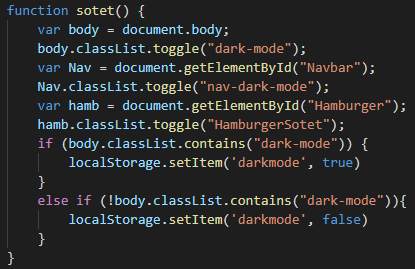 function sotet() {
    var body = document.body;
    body.classList.toggle("dark-mode");
    var Nav = document.getElementById("Navbar");
    Nav.classList.toggle("nav-dark-mode");
    var hamb = document.getElementById("Hamburger");
    hamb.classList.toggle("HamburgerSotet");
    if (body.classList.contains("dark-mode")) {
        localStorage.setItem('darkmode', true)
    }
    else if (!body.classList.contains("dark-mode")){
        localStorage.setItem('darkmode', false)
    }
}